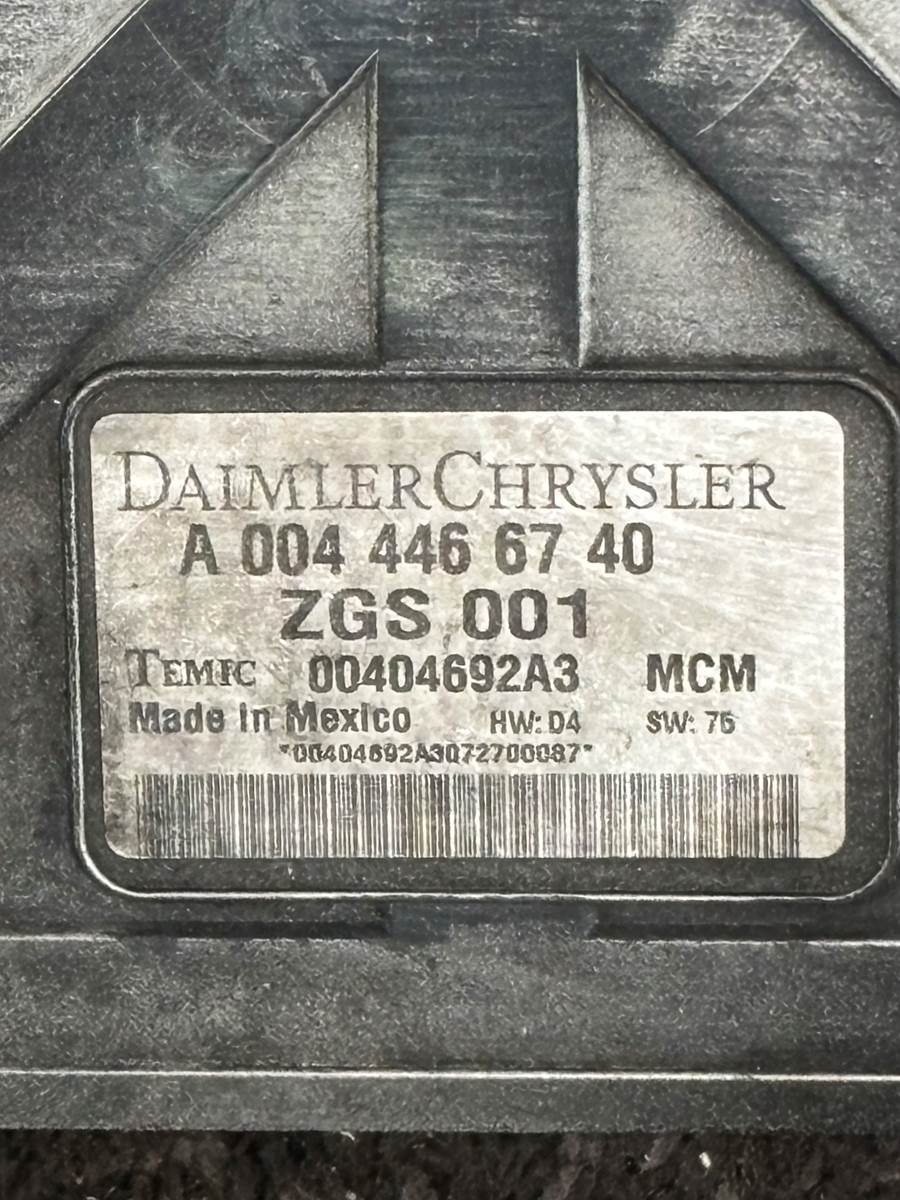 DAIMLERCHRYSLER
A 004 446 67 40
ZGS 001
TEMIC 00404692A3 MCM
Made in Mexico HW: D4 SW: 76
*00404692A3072700087*